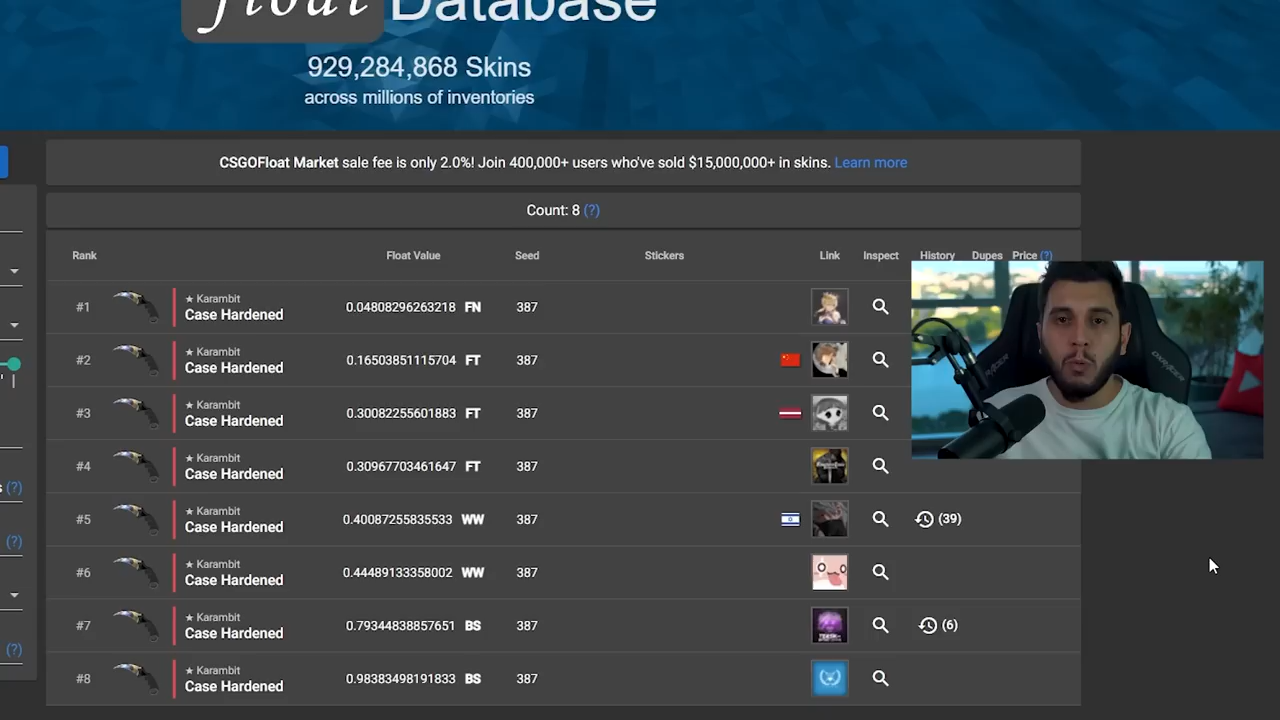 float Database
929,284,868 Skins
across millions of inventories
CSGOFloat Market sale fee is only 2.0%! Join 400,000+ users who've sold $15,000,000+ in skins. Learn more
Count: 8 (?)
Rank Float Value Seed Stickers Link Inspect History Dupes Price (?)
#1 ★ Karambit Case Hardened 0.04808296263218 FN 387
#2 ★ Karambit Case Hardened 0.16503851115704 FT 387
#3 ★ Karambit Case Hardened 0.30082255601883 FT 387
#4 ★ Karambit Case Hardened 0.30967703461647 FT 387
#5 ★ Karambit Case Hardened 0.40087255835533 WW 387 (39)
#6 ★ Karambit Case Hardened 0.44489133358002 WW 387
#7 ★ Karambit Case Hardened 0.79344838857651 BS 387 (6)
#8 ★ Karambit Case Hardened 0.98383498191833 BS 387
s (?)
(?)
(?)